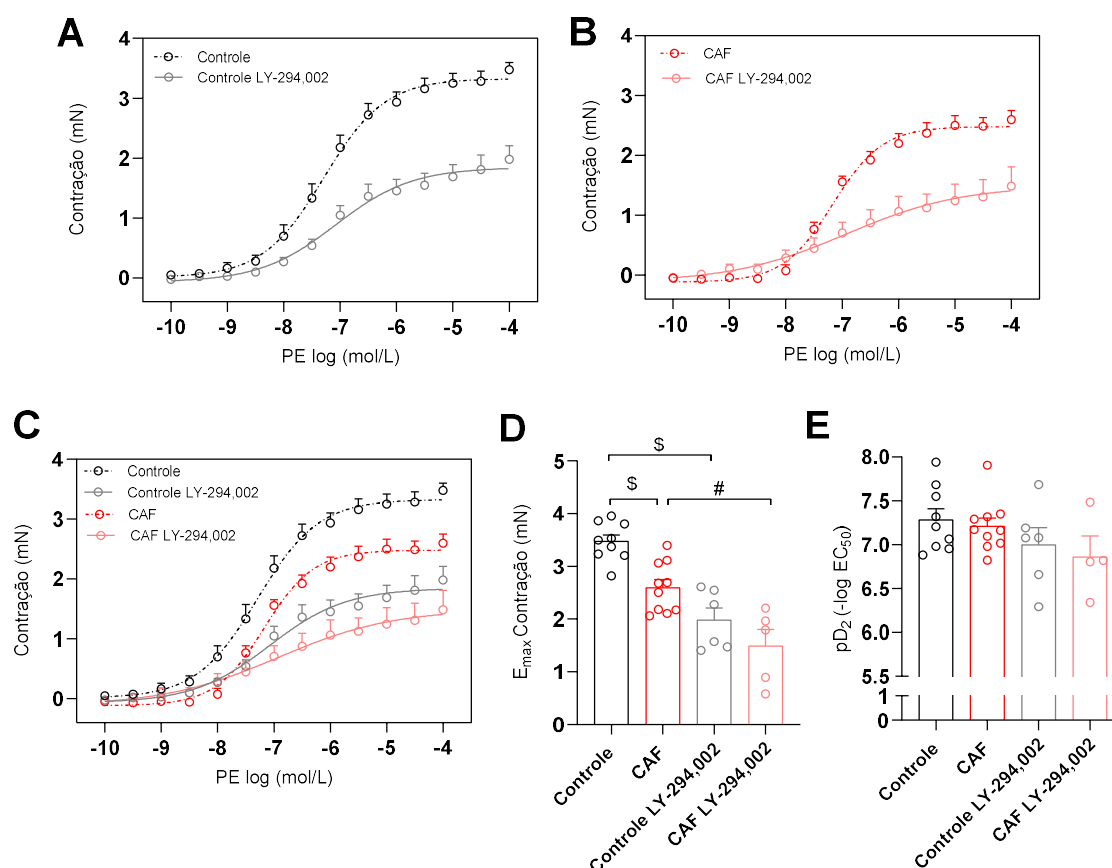 A
Controle
Controle LY-294,002
4
3
2
1
0
Contração (mN)
-10 -9 -8 -7 -6 -5 -4
PE log (mol/L)
B
CAF
CAF LY-294,002
4
3
2
1
0
Contração (mN)
-10 -9 -8 -7 -6 -5 -4
PE log (mol/L)
C
Controle
Controle LY-294,002
CAF
CAF LY-294,002
4
3
2
1
0
Contração (mN)
-10 -9 -8 -7 -6 -5 -4
PE log (mol/L)
D
$
$ #
5
4
3
2
1
0
Emax Contração (mN)
Controle
CAF
Controle LY-294,002
CAF LY-294,002
E
8.0
7.5
7.0
6.5
6.0
5.5
1
0
pD2 (-log EC50)
Controle
CAF
Controle LY-294,002
CAF LY-294,002